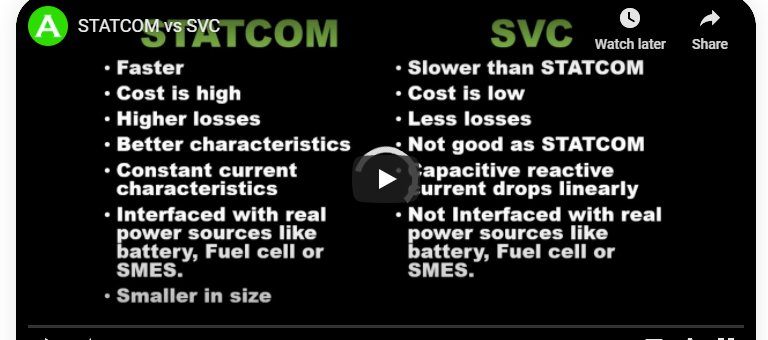 A STATCOM vs SVC
STATCOM
SVC
Watch later
Share
• Faster
• Cost is high
• Higher losses
• Better characteristics
• Constant current
characteristics
• Interfaced with real
power sources like
battery, Fuel cell or
SMES.
• Smaller in size
• Slower than STATCOM
• Cost is low
• Less losses
• Not good as STATCOM
• Capacitive reactive
current drops linearly
• Not Interfaced with real
power sources like
battery, Fuel cell or
SMES.